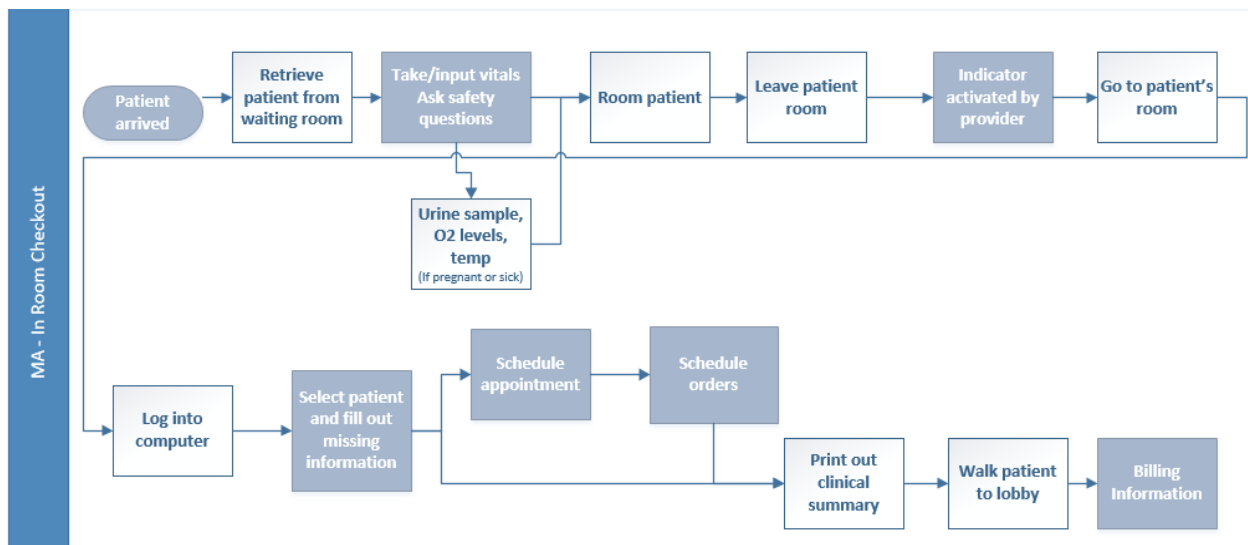 MA - In Room Checkout
Patient
arrived
Retrieve
patient from
waiting room
Take/input vitals
Ask safety
questions
Room patient
Leave patient
room
Indicator
activated by
provider
Go to patient's
room
Urine sample,
O2 levels,
temp
(If pregnant or sick)
Log into
computer
Select patient
and fill out
missing
information
Schedule
appointment
Schedule
orders
Print out
clinical
summary
Walk patient
to lobby
Billing
Information